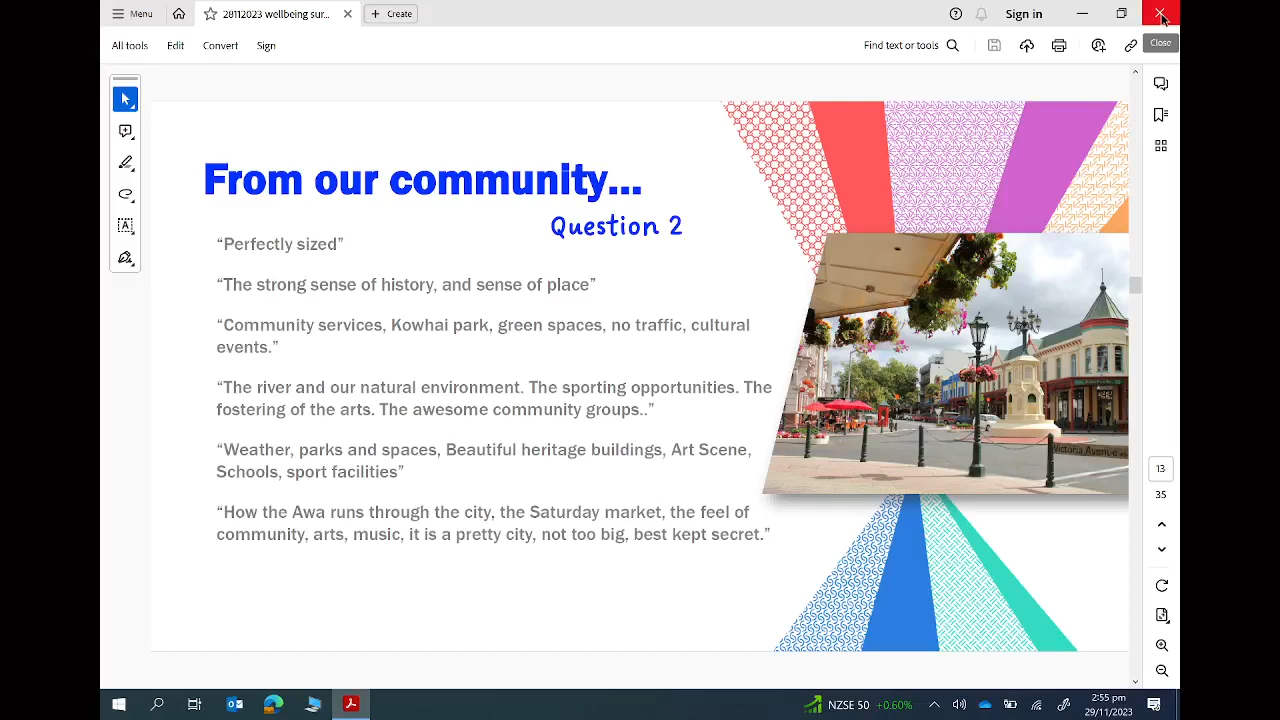 Menu
28112023 wellbeing sur...
Create
Sign in
All tools
Edit
Convert
Sign
Find text or tools
Close
From our community...
Question 2
“Perfectly sized”
“The strong sense of history, and sense of place”
“Community services, Kowhai park, green spaces, no traffic, cultural
events.”
“The river and our natural environment. The sporting opportunities. The
fostering of the arts. The awesome community groups..”
“Weather, parks and spaces, Beautiful heritage buildings, Art Scene,
Schools, sport facilities”
“How the Awa runs through the city, the Saturday market, the feel of
community, arts, music, it is a pretty city, not too big, best kept secret.”
Victoria Avenue
13
35
NZSE 50 +0.60%
2:55 pm
29/11/2023